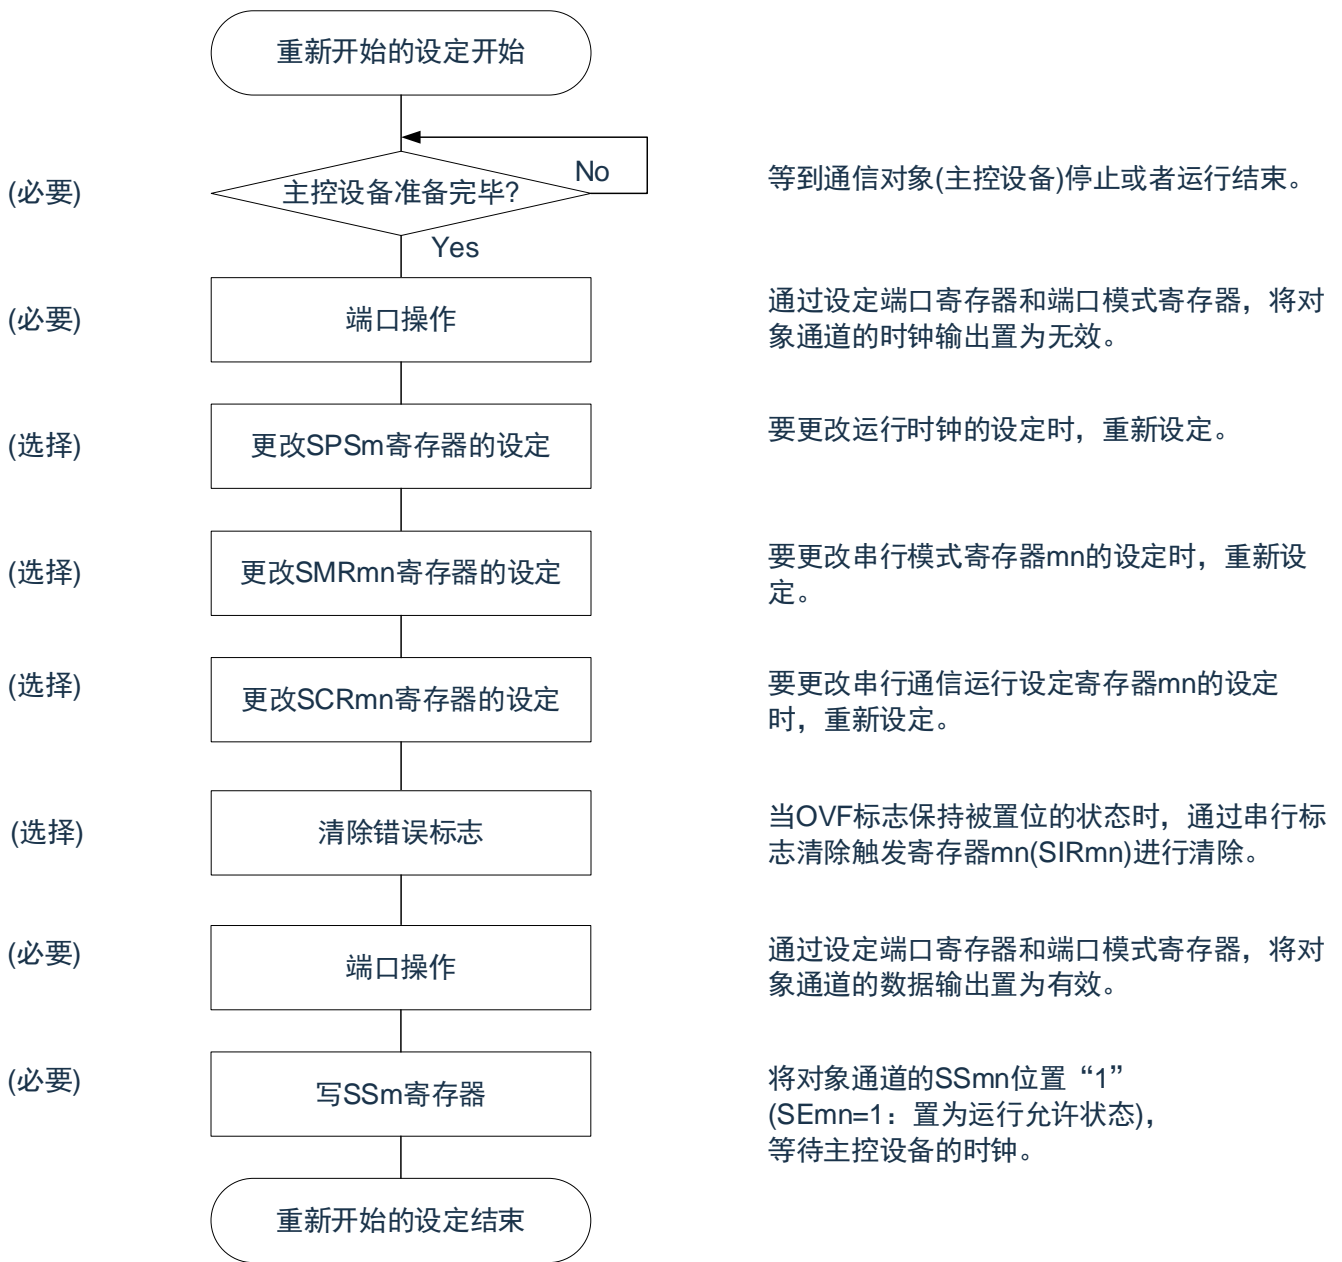 重新开始的设定开始
No
(必要)
主控设备准备完毕?
等到通信对象(主控设备)停止或者运行结束。
Yes
(必要)
端口操作
通过设定端口寄存器和端口模式寄存器，将对
象通道的时钟输出置为无效。
(选择)
更改SPSm寄存器的设定
要更改运行时钟的设定时，重新设定。
(选择)
更改SMRmn寄存器的设定
要更改串行模式寄存器mn的设定时，重新设
定。
(选择)
更改SCRmn寄存器的设定
要更改串行通信运行设定寄存器mn的设定
时，重新设定。
(选择)
清除错误标志
当OVF标志保持被置位的状态时，通过串行标
志清除触发寄存器mn(SIRmn)进行清除。
(必要)
端口操作
通过设定端口寄存器和端口模式寄存器，将对
象通道的数据输出置为有效。
(必要)
写SSm寄存器
将对象通道的SSmn位置“1”
(SEmn=1：置为运行允许状态)，
等待主控设备的时钟。
重新开始的设定结束